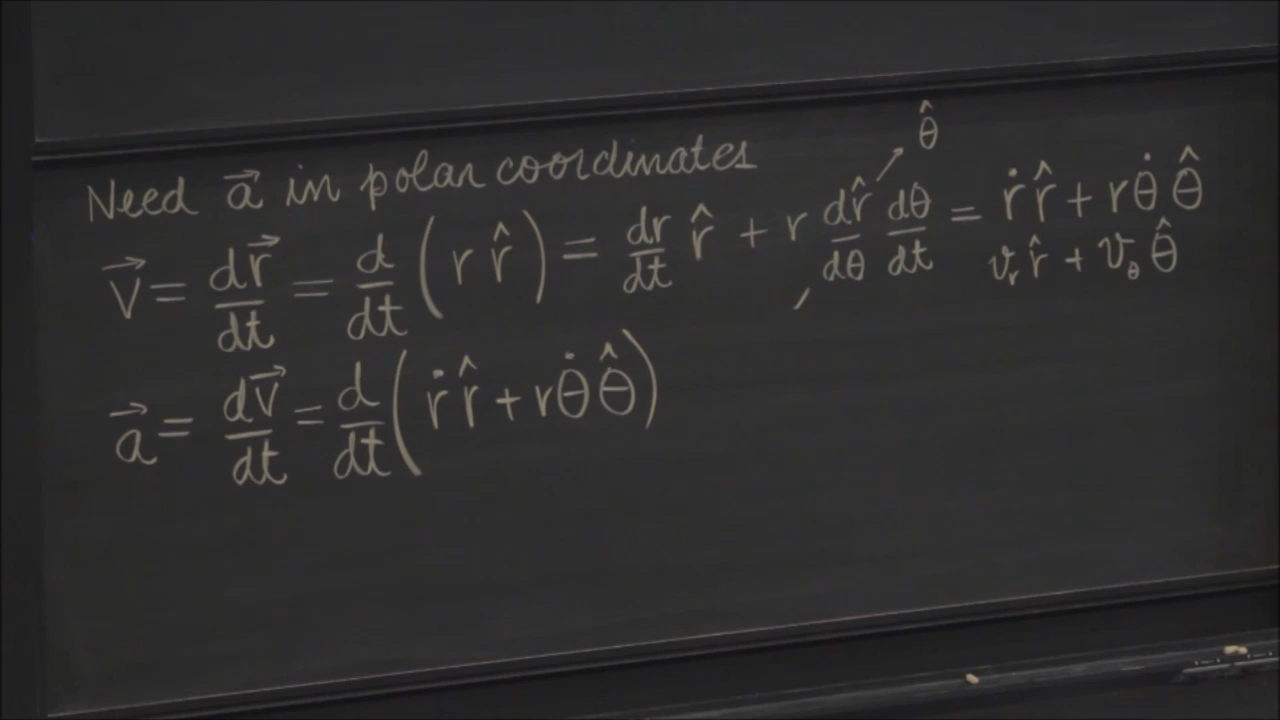 Need a⃗ in polar coordinates
θ̂
v⃗ = dr⃗/dt = d/dt (r r̂) = dr/dt r̂ + r dr̂/dθ dθ/dt = ṙ r̂ + r θ̇ θ̂
v_r r̂ + v_θ θ̂
a⃗ = dv⃗/dt = d/dt (ṙ r̂ + r θ̇ θ̂)